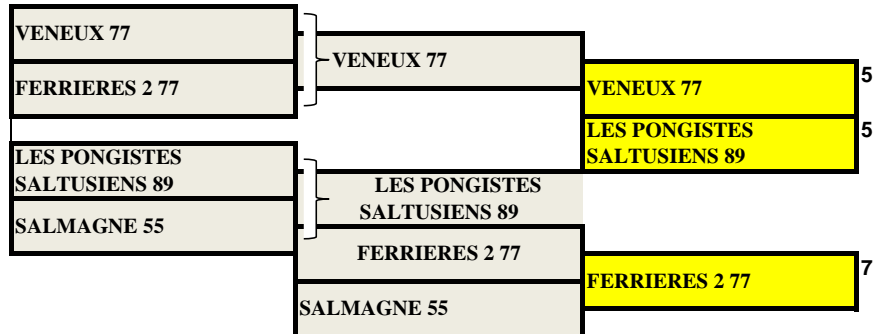 VENEUX 77
FERRIERES 2 77
LES PONGISTES
SALTUSIENS 89
SALMAGNE 55
VENEUX 77
LES PONGISTES
SALTUSIENS 89
FERRIERES 2 77
SALMAGNE 55
VENEUX 77 5
LES PONGISTES 5
SALTUSIENS 89
FERRIERES 2 77 7